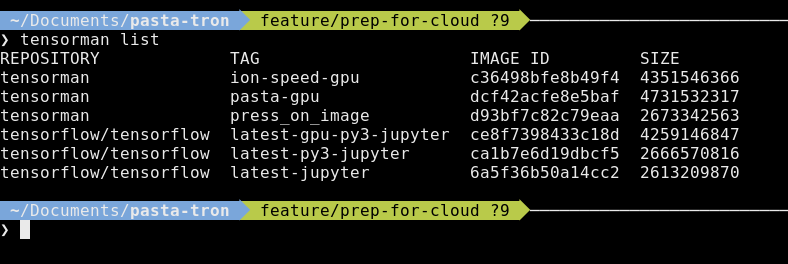 ~/Documents/pasta-tron feature/prep-for-cloud ?9
❯ tensorman list
REPOSITORY TAG IMAGE ID SIZE
tensorman ion-speed-gpu c36498bfe8b49f4 4351546366
tensorman pasta-gpu dcf42acfe8e5baf 4731532317
tensorman press_on_image d93bf7c82c79eaa 2673342563
tensorflow/tensorflow latest-gpu-py3-jupyter ce8f7398433c18d 4259146847
tensorflow/tensorflow latest-py3-jupyter ca1b7e6d19dbcf5 2666570816
tensorflow/tensorflow latest-jupyter 6a5f36b50a14cc2 2613209870
~/Documents/pasta-tron feature/prep-for-cloud ?9
❯